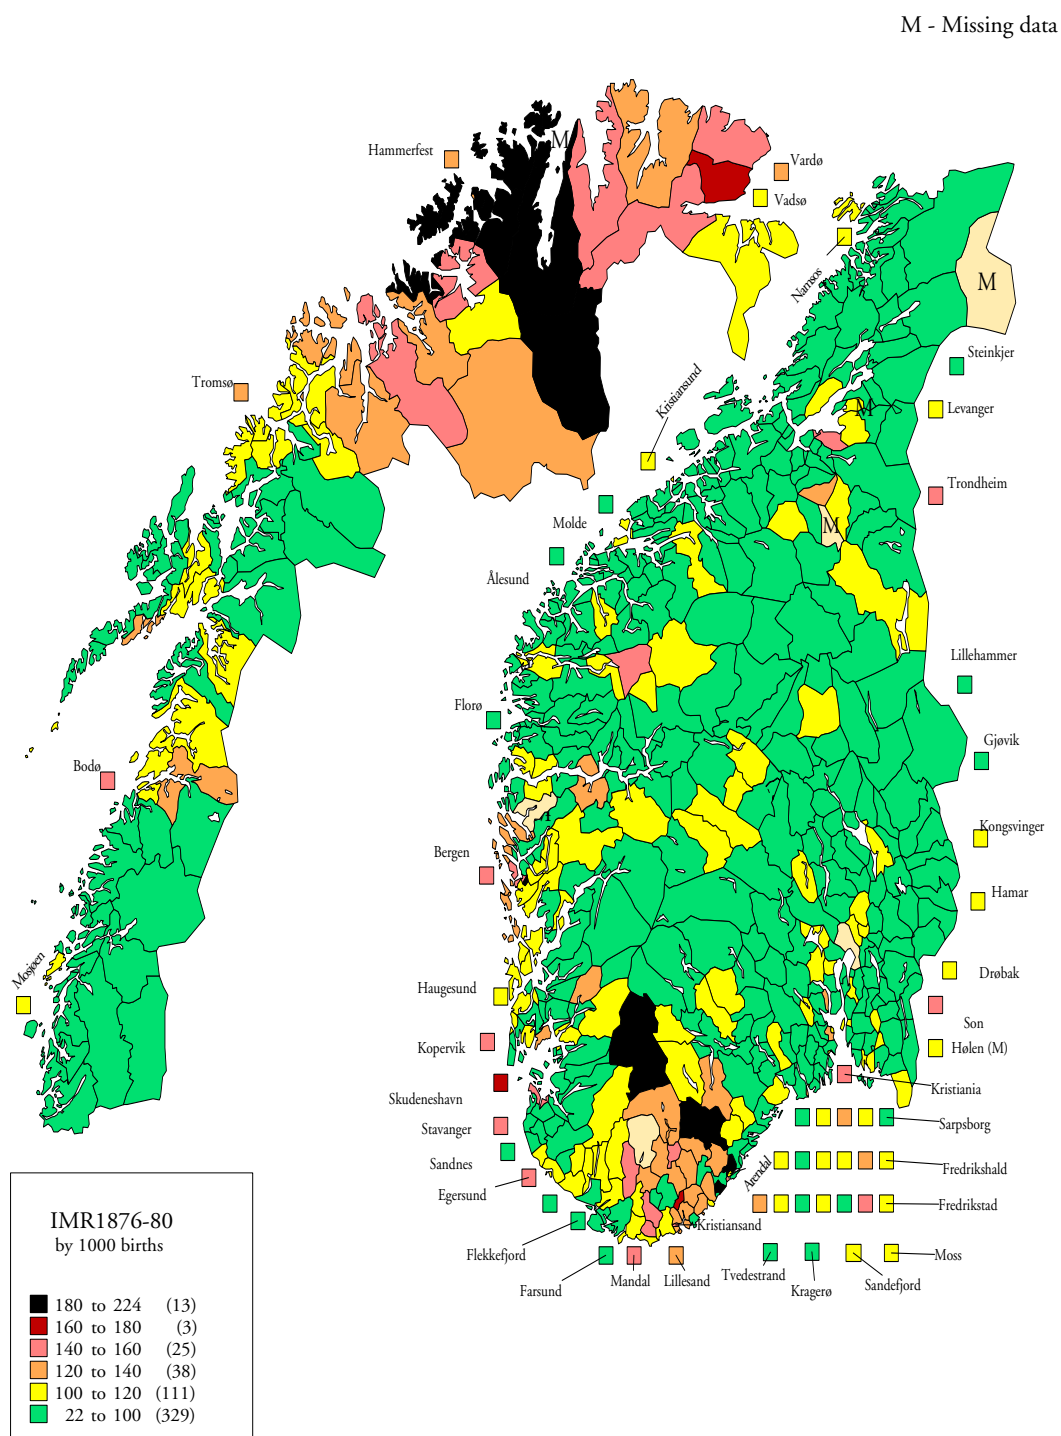 M - Missing data
M
Hammerfest
Vardø
Vadsø
Namsos
M
Steinkjer
Kristiansund
Tromsø
M
Levanger
Trondheim
Molde
M
Ålesund
Lillehammer
Florø
Gjøvik
Bodø
Kongsvinger
Bergen
Hamar
Mosjøen
Drøbak
Haugesund
Son
Kopervik
Hølen (M)
Kristiania
Skudeneshavn
Sarpsborg
Stavanger
Sandnes
Arendal
Fredrikshald
Egersund
Fredrikstad
Kristiansand
Flekkefjord
Moss
Farsund
Mandal
Lillesand
Tvedestrand
Kragerø
Sandefjord
IMR1876-80
by 1000 births
180 to 224 (13)
160 to 180 (3)
140 to 160 (25)
120 to 140 (38)
100 to 120 (111)
22 to 100 (329)